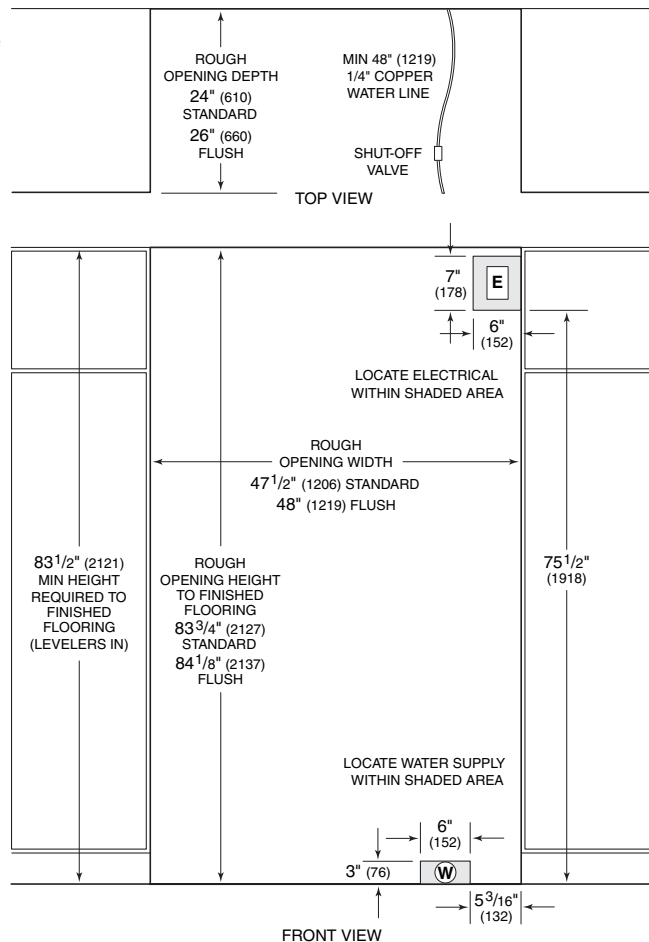 ROUGH
OPENING DEPTH
24" (610)
STANDARD
26" (660)
FLUSH
MIN 48" (1219)
1/4" COPPER
WATER LINE
SHUT-OFF
VALVE
TOP VIEW
7"
(178)
E
6"
(152)
LOCATE ELECTRICAL
WITHIN SHADED AREA
ROUGH
OPENING WIDTH
47 1/2" (1206) STANDARD
48" (1219) FLUSH
83 1/2" (2121)
MIN HEIGHT
REQUIRED TO
FINISHED
FLOORING
(LEVELERS IN)
ROUGH
OPENING HEIGHT
TO FINISHED
FLOORING
83 3/4" (2127)
STANDARD
84 1/8" (2137)
FLUSH
75 1/2"
(1918)
LOCATE WATER SUPPLY
WITHIN SHADED AREA
6"
(152)
3" (76)
W
5 3/16"
(132)
FRONT VIEW